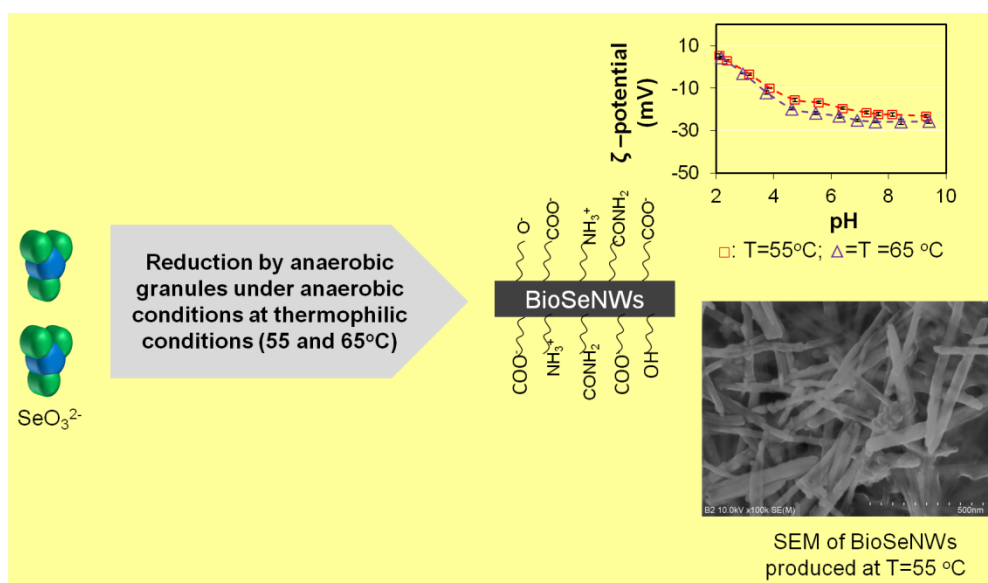 Reduction by anaerobic
granules under anaerobic
conditions at thermophilic
conditions (55 and 65°C)
SeO₃²⁻
O⁻
COO⁻
NH₃⁺
CONH₂
COO⁻
BioSeNWs
COO⁻
NH₃⁺
CONH₂
COO⁻
OH
ζ –potential
(mV)
10
-10
-30
-50
2
4
6
8
10
pH
□: T=55°C; △=T =65 °C
B2 10.0kV x100k SE(M)
500nm
SEM of BioSeNWs
produced at T=55 °C